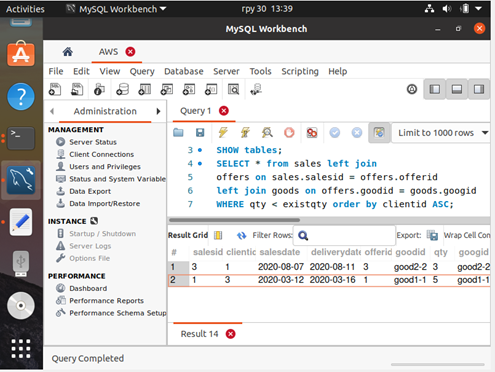 Activities MySQL Workbench гру 30 13:39
MySQL Workbench
AWS
File Edit View Query Database Server Tools Scripting Help
Administration
MANAGEMENT
Server Status
Client Connections
Users and Privileges
Status and System Variable
Data Export
Data Import/Restore
INSTANCE
Startup / Shutdown
Server Logs
Options File
PERFORMANCE
Dashboard
Performance Reports
Performance Schema Setup
Query 1
Limit to 1000 rows
3 SHOW tables;
4 SELECT * from sales left join
5 offers on sales.salesid = offers.offerid
6 left join goods on offers.goodid = goods.googid
7 WHERE qty < existqty order by clientid ASC;
Result Grid Filter Rows: Export: Wrap Cell Con
# salesid clientic salesdate deliverydate offerid goodid qty googid
1 3 1 2020-08-07 2020-08-11 3 good2-2 3 good2-2
2 1 3 2020-03-12 2020-03-16 1 good1-1 5 good1-1
Result 14
Query Completed